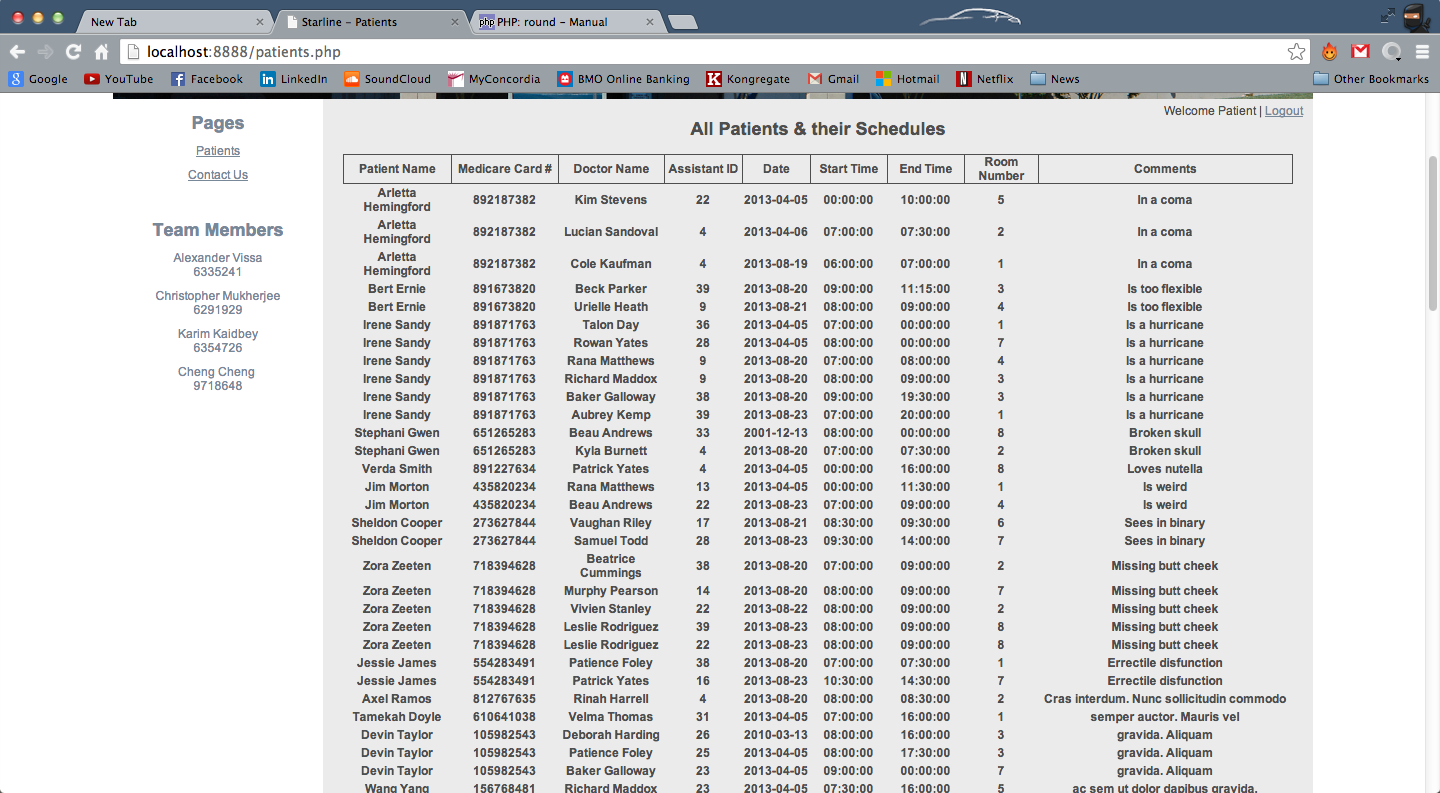 New Tab
Starline – Patients
php PHP: round – Manual
localhost:8888/patients.php
Google YouTube Facebook LinkedIn SoundCloud MyConcordia BMO Online Banking Kongregate Gmail Hotmail Netflix News Other Bookmarks
Welcome Patient | Logout
Pages
Patients
Contact Us
Team Members
Alexander Vissa
6335241
Christopher Mukherjee
6291929
Karim Kaidbey
6354726
Cheng Cheng
9718648
All Patients & their Schedules
Patient Name Medicare Card # Doctor Name Assistant ID Date Start Time End Time Room Number Comments
Arletta Hemingford 892187382 Kim Stevens 22 2013-04-05 00:00:00 10:00:00 5 In a coma
Arletta Hemingford 892187382 Lucian Sandoval 4 2013-04-06 07:00:00 07:30:00 2 In a coma
Arletta Hemingford 892187382 Cole Kaufman 4 2013-08-19 06:00:00 07:00:00 1 In a coma
Bert Ernie 891673820 Beck Parker 39 2013-08-20 09:00:00 11:15:00 3 Is too flexible
Bert Ernie 891673820 Urielle Heath 9 2013-08-21 08:00:00 09:00:00 4 Is too flexible
Irene Sandy 891871763 Talon Day 36 2013-04-05 07:00:00 00:00:00 1 Is a hurricane
Irene Sandy 891871763 Rowan Yates 28 2013-04-05 08:00:00 00:00:00 7 Is a hurricane
Irene Sandy 891871763 Rana Matthews 9 2013-08-20 07:00:00 08:00:00 4 Is a hurricane
Irene Sandy 891871763 Richard Maddox 9 2013-08-20 08:00:00 09:00:00 3 Is a hurricane
Irene Sandy 891871763 Baker Galloway 38 2013-08-20 09:00:00 19:30:00 3 Is a hurricane
Irene Sandy 891871763 Aubrey Kemp 39 2013-08-23 07:00:00 20:00:00 1 Is a hurricane
Stephani Gwen 651265283 Beau Andrews 33 2001-12-13 08:00:00 00:00:00 8 Broken skull
Stephani Gwen 651265283 Kyla Burnett 4 2013-08-20 07:00:00 07:30:00 2 Broken skull
Verda Smith 891227634 Patrick Yates 4 2013-04-05 00:00:00 16:00:00 8 Loves nutella
Jim Morton 435820234 Rana Matthews 13 2013-04-05 00:00:00 11:30:00 1 Is weird
Jim Morton 435820234 Beau Andrews 22 2013-08-23 07:00:00 09:00:00 4 Is weird
Sheldon Cooper 273627844 Vaughan Riley 17 2013-08-21 08:30:00 09:30:00 6 Sees in binary
Sheldon Cooper 273627844 Samuel Todd 28 2013-08-23 09:30:00 14:00:00 7 Sees in binary
Zora Zeeten 718394628 Beatrice Cummings 38 2013-08-20 07:00:00 09:00:00 2 Missing butt cheek
Zora Zeeten 718394628 Murphy Pearson 14 2013-08-20 08:00:00 09:00:00 7 Missing butt cheek
Zora Zeeten 718394628 Vivien Stanley 22 2013-08-22 08:00:00 09:00:00 2 Missing butt cheek
Zora Zeeten 718394628 Leslie Rodriguez 39 2013-08-23 08:00:00 09:00:00 8 Missing butt cheek
Zora Zeeten 718394628 Leslie Rodriguez 22 2013-08-23 08:00:00 09:00:00 8 Missing butt cheek
Jessie James 554283491 Patience Foley 38 2013-08-20 07:00:00 07:30:00 1 Errectile disfunction
Jessie James 554283491 Patrick Yates 16 2013-08-23 10:30:00 14:30:00 7 Errectile disfunction
Axel Ramos 812767635 Rinah Harrell 4 2013-08-20 08:00:00 08:30:00 2 Cras interdum. Nunc sollicitudin commodo
Tamekah Doyle 610641038 Velma Thomas 31 2013-04-05 07:00:00 16:00:00 1 semper auctor. Mauris vel
Devin Taylor 105982543 Deborah Harding 26 2010-03-13 08:00:00 16:00:00 3 gravida. Aliquam
Devin Taylor 105982543 Patience Foley 25 2013-04-05 08:00:00 17:30:00 3 gravida. Aliquam
Devin Taylor 105982543 Baker Galloway 23 2013-04-05 09:00:00 00:00:00 7 gravida. Aliquam
Wang Yang 156768481 Richard Maddox 23 2013-04-05 07:30:00 16:00:00 5 ac sem ut dolor dapibus gravida.